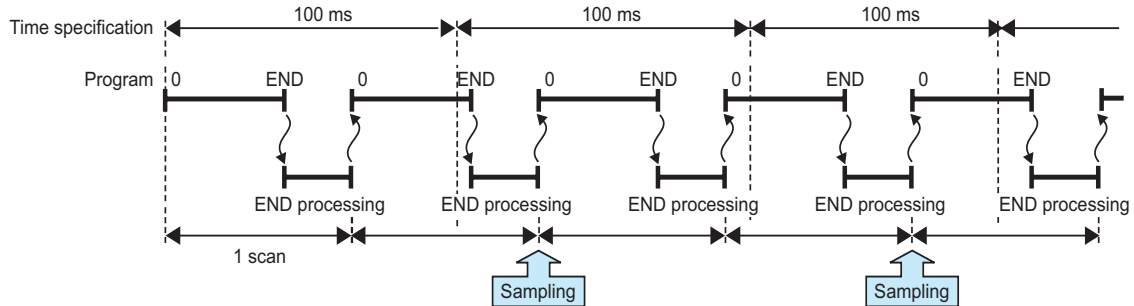 100 ms 100 ms 100 ms
Time specification
Program 0 END 0 END 0 END 0 END 0 END
END processing END processing END processing END processing END processing
1 scan
Sampling Sampling